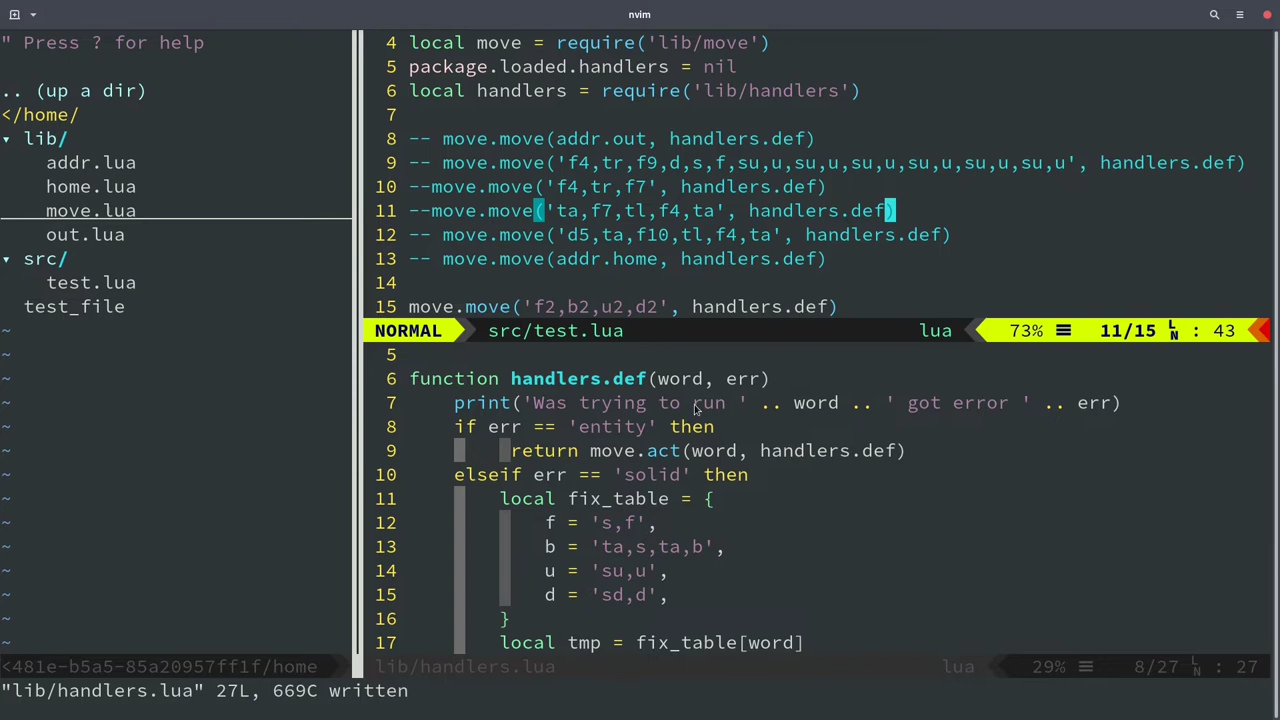 nvim
" Press ? for help
.. (up a dir)
</home/
▾ lib/
addr.lua
home.lua
move.lua
out.lua
▾ src/
test.lua
test_file
~
~
~
~
~
~
~
~
~
~
~
~
~
~
<481e-b5a5-85a20957ff1f/home
4 local move = require('lib/move')
5 package.loaded.handlers = nil
6 local handlers = require('lib/handlers')
7
8 -- move.move(addr.out, handlers.def)
9 -- move.move('f4,tr,f9,d,s,f,su,u,su,u,su,u,su,u,su,u,su,u', handlers.def)
10 --move.move('f4,tr,f7', handlers.def)
11 --move.move('ta,f7,tl,f4,ta', handlers.def)
12 -- move.move('d5,ta,f10,tl,f4,ta', handlers.def)
13 -- move.move(addr.home, handlers.def)
14
15 move.move('f2,b2,u2,d2', handlers.def)
NORMAL src/test.lua lua 73% ☰ 11/15 LN : 43
5
6 function handlers.def(word, err)
7 print('Was trying to run ' .. word .. ' got error ' .. err)
8 if err == 'entity' then
9 return move.act(word, handlers.def)
10 elseif err == 'solid' then
11 local fix_table = {
12 f = 's,f',
13 b = 'ta,s,ta,b',
14 u = 'su,u',
15 d = 'sd,d',
16 }
17 local tmp = fix_table[word]
lib/handlers.lua lua 29% ☰ 8/27 LN : 27
"lib/handlers.lua" 27L, 669C written